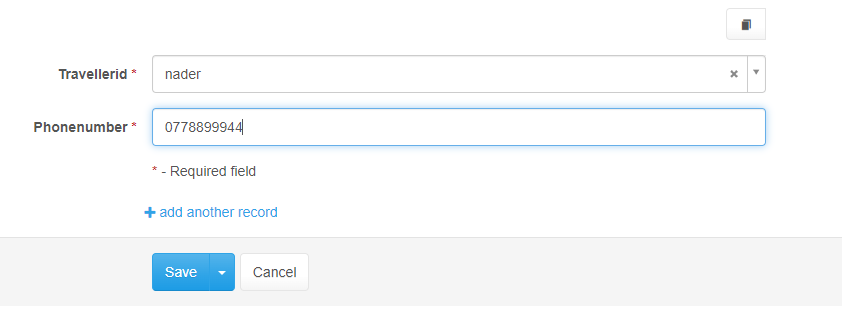 Travellerid * nader
Phonenumber * 0778899944
* - Required field
add another record
Save Cancel